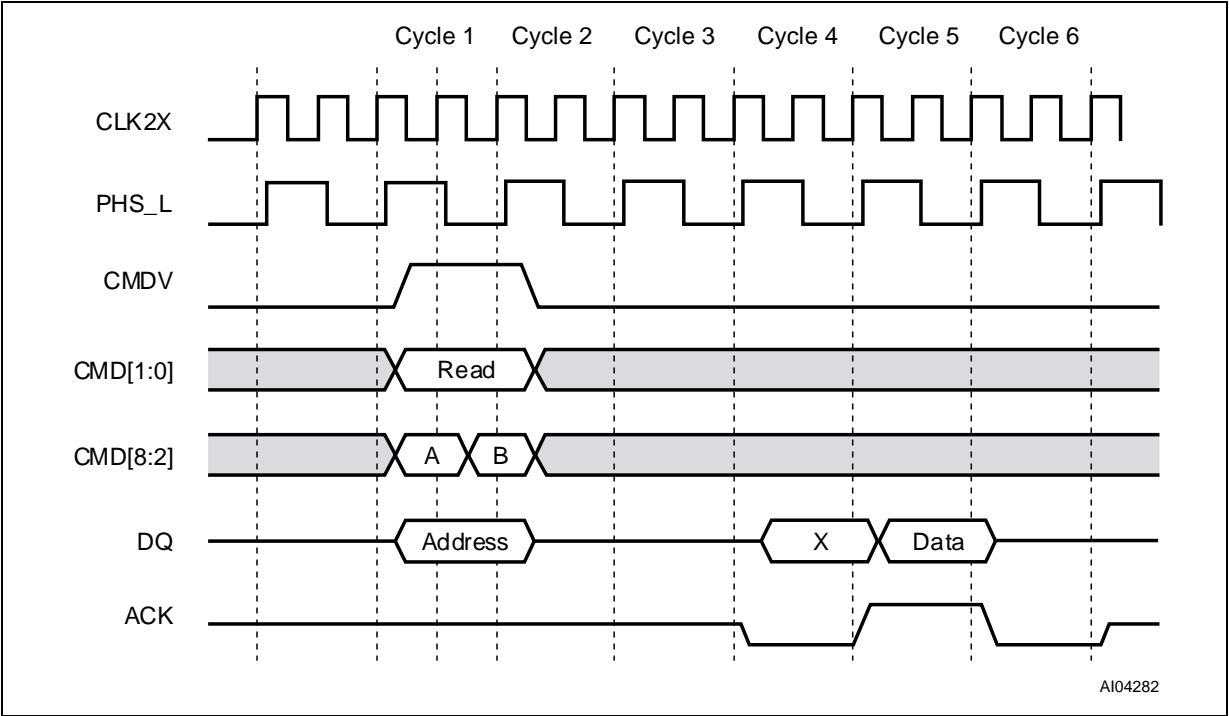 Cycle 1 Cycle 2 Cycle 3 Cycle 4 Cycle 5 Cycle 6
CLK2X
PHS_L
CMDV
CMD[1:0] Read
CMD[8:2] A B
DQ Address X Data
ACK
AI04282